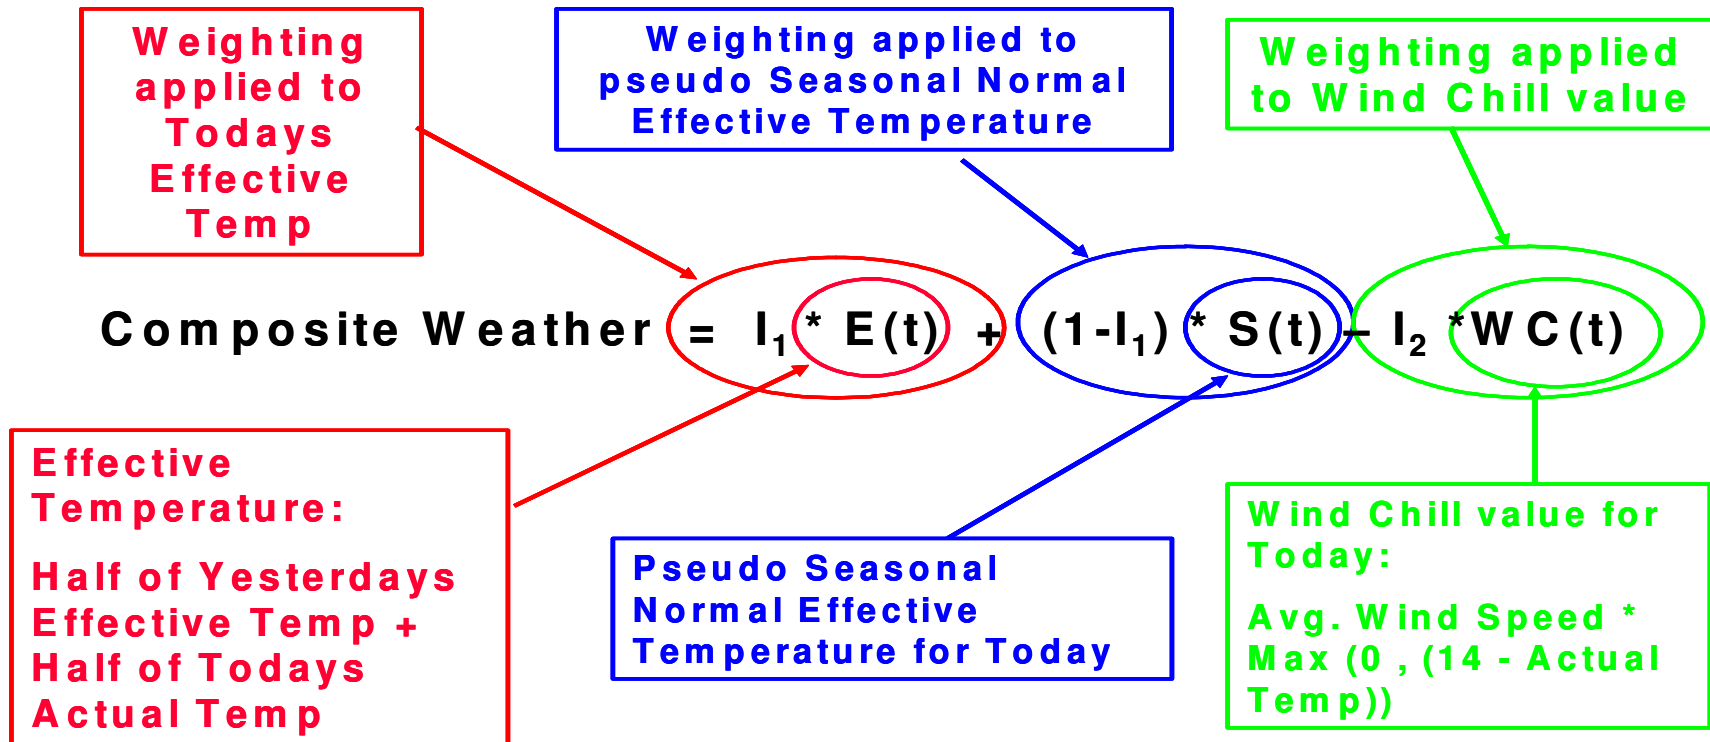 Weighting
applied to
Todays
Effective
Temp
Weighting applied to
pseudo Seasonal Normal
Effective Temperature
Weighting applied
to Wind Chill value
Composite Weather = I₁ * E(t) + (1-I₁) * S(t) – I₂ *WC(t)
Effective
Temperature:
Half of Yesterdays
Effective Temp +
Half of Todays
Actual Temp
Pseudo Seasonal
Normal Effective
Temperature for Today
Wind Chill value for
Today:
Avg. Wind Speed *
Max (0 , (14 - Actual
Temp))